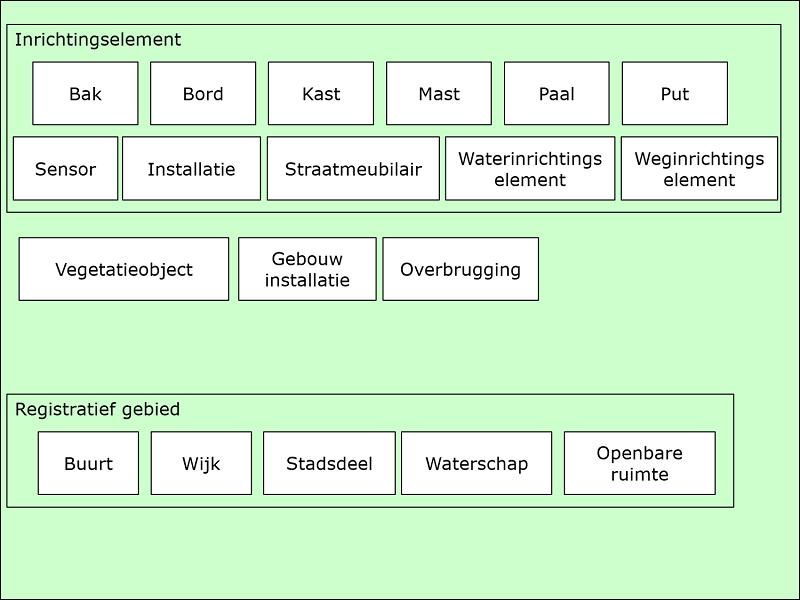 Inrichtingselement
Bak
Bord
Kast
Mast
Paal
Put
Sensor
Installatie
Straatmeubilair
Waterinrichtings
element
Weginrichtings
element
Vegetatieobject
Gebouw
installatie
Overbrugging
Registratief gebied
Buurt
Wijk
Stadsdeel
Waterschap
Openbare
ruimte